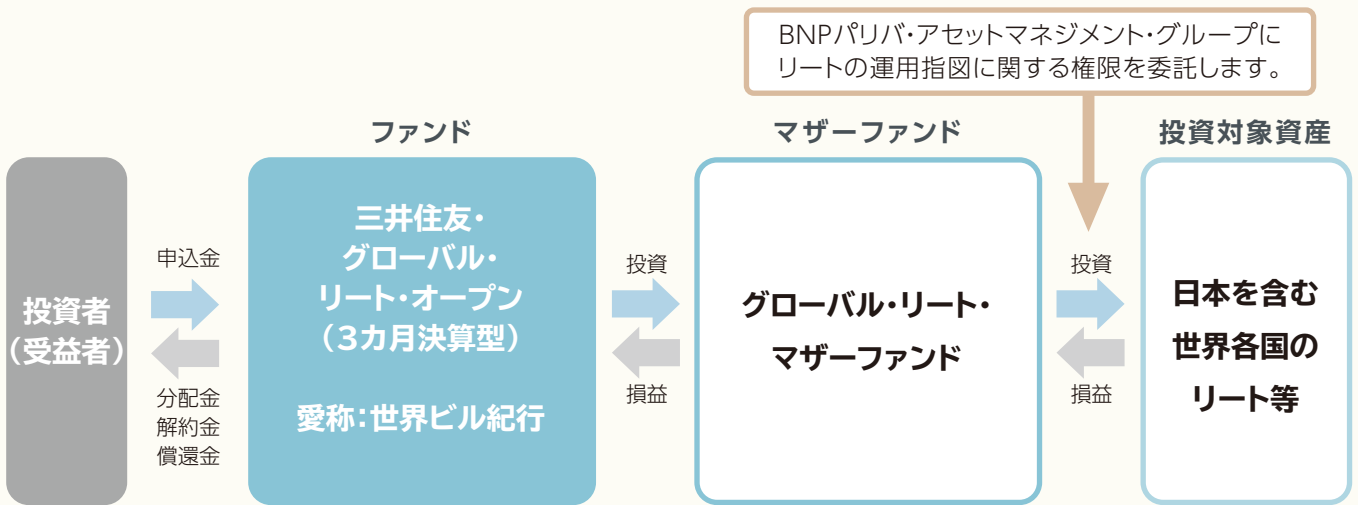 BNPパリバ・アセットマネジメント・グループに
リートの運用指図に関する権限を委託します。
ファンド
マザーファンド
投資対象資産
投資者
（受益者）
申込金
分配金
解約金
償還金
三井住友・
グローバル・
リート・オープン
（3カ月決算型）
愛称：世界ビル紀行
投資
損益
グローバル・リート・
マザーファンド
投資
損益
日本を含む
世界各国の
リート等